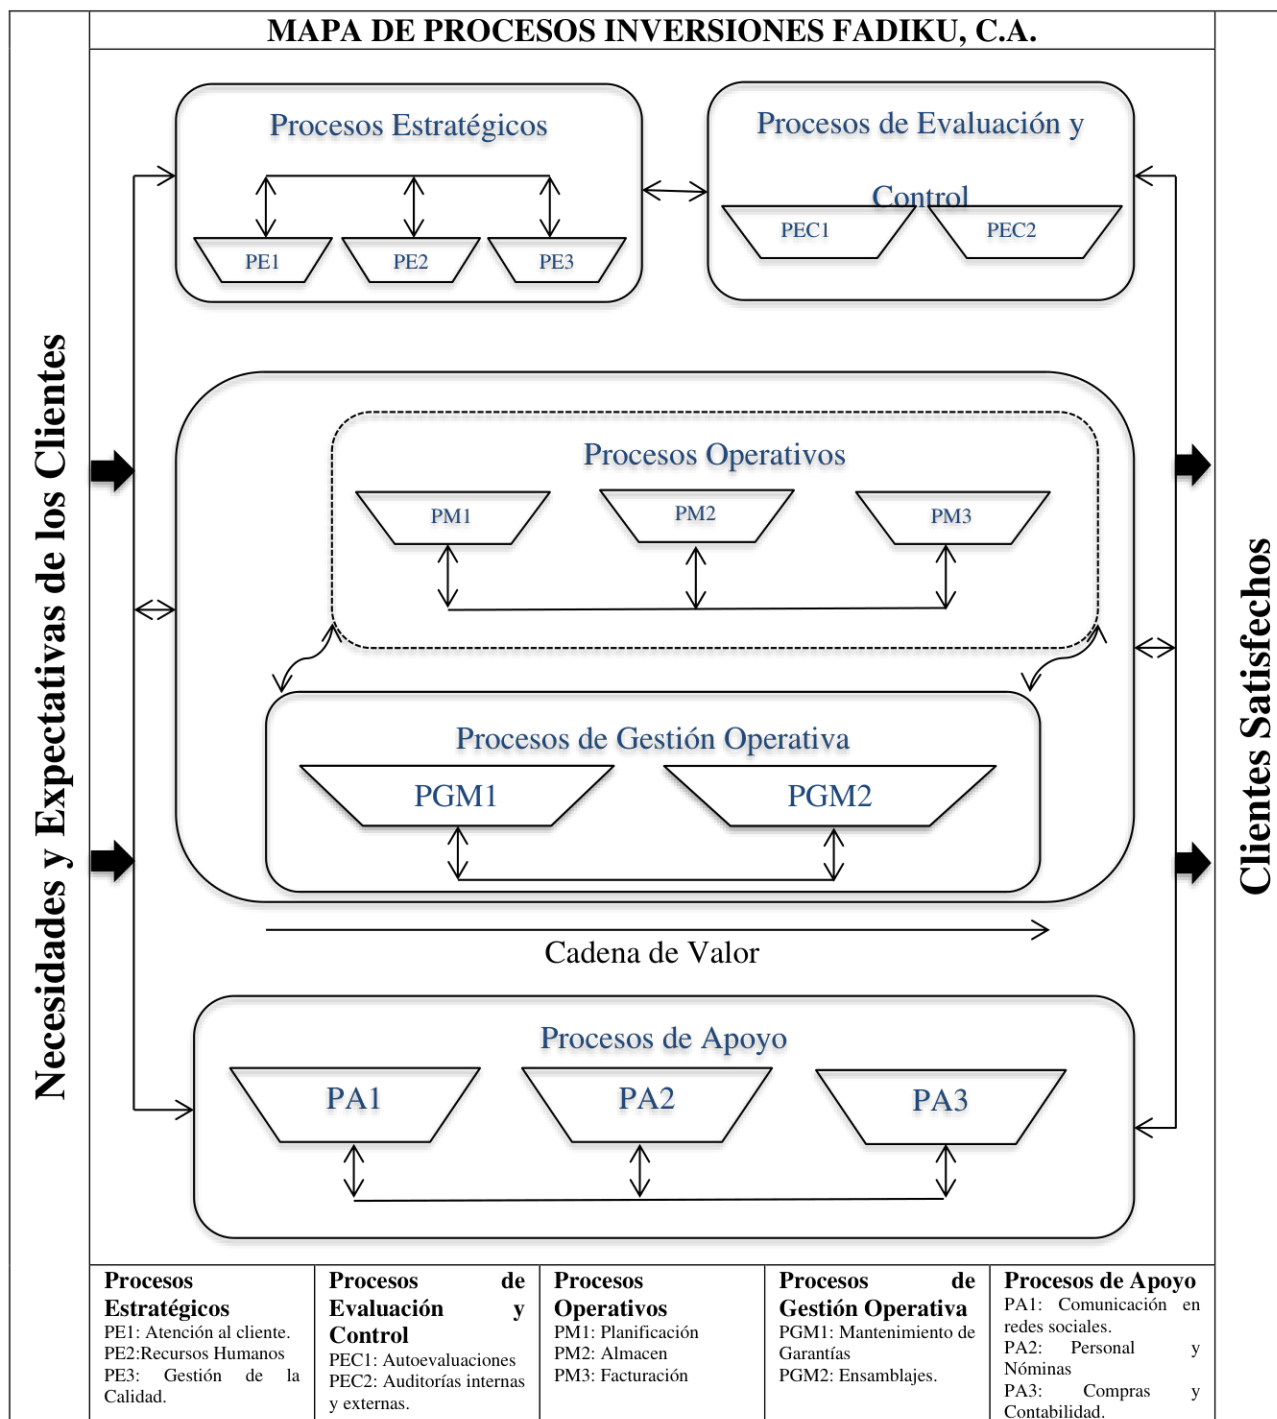 MAPA DE PROCESOS INVERSIONES FADIKU, C.A.
Necesidades y Expectativas de los Clientes
Procesos Estratégicos
PE1
PE2
PE3
Procesos de Evaluación y
Control
PEC1
PEC2
Procesos Operativos
PM1
PM2
PM3
Procesos de Gestión Operativa
PGM1
PGM2
Cadena de Valor
Procesos de Apoyo
PA1
PA2
PA3
Clientes Satisfechos
Procesos
Estratégicos
PE1: Atención al cliente.
PE2:Recursos Humanos
PE3: Gestión de la
Calidad.
Procesos de
Evaluación y
Control
PEC1: Autoevaluaciones
PEC2: Auditorías internas
y externas.
Procesos
Operativos
PM1: Planificación
PM2: Almacen
PM3: Facturación
Procesos de
Gestión Operativa
PGM1: Mantenimiento de
Garantías
PGM2: Ensamblajes.
Procesos de Apoyo
PA1: Comunicación en
redes sociales.
PA2: Personal y
Nóminas
PA3: Compras y
Contabilidad.